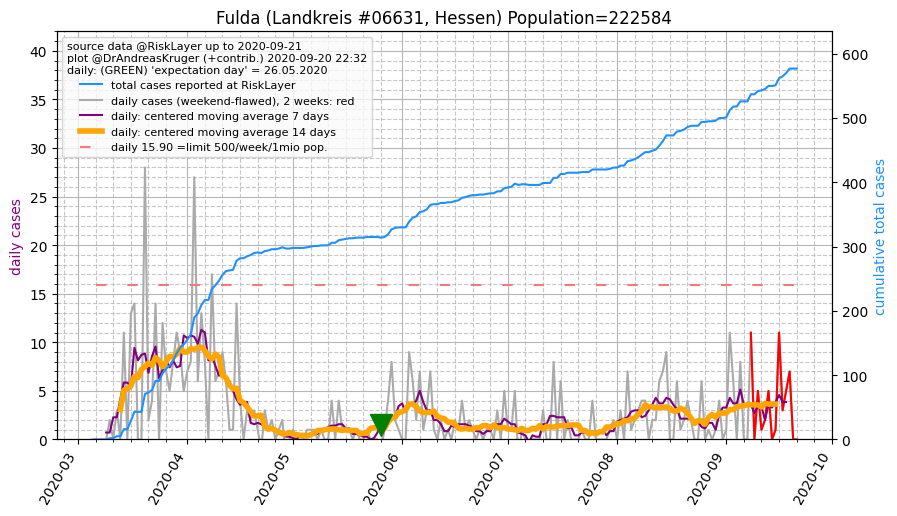 Fulda (Landkreis #06631, Hessen) Population=222584
source data @RiskLayer up to 2020-09-21
plot @DrAndreasKruger (+contrib.) 2020-09-20 22:32
daily: (GREEN) 'expectation day' = 26.05.2020
total cases reported at RiskLayer
daily cases (weekend-flawed), 2 weeks: red
daily: centered moving average 7 days
daily: centered moving average 14 days
daily 15.90 =limit 500/week/1mio pop.
daily cases
40
35
30
25
20
15
10
5
0
cumulative total cases
600
500
400
300
200
100
0
2020-03
2020-04
2020-05
2020-06
2020-07
2020-08
2020-09
2020-10